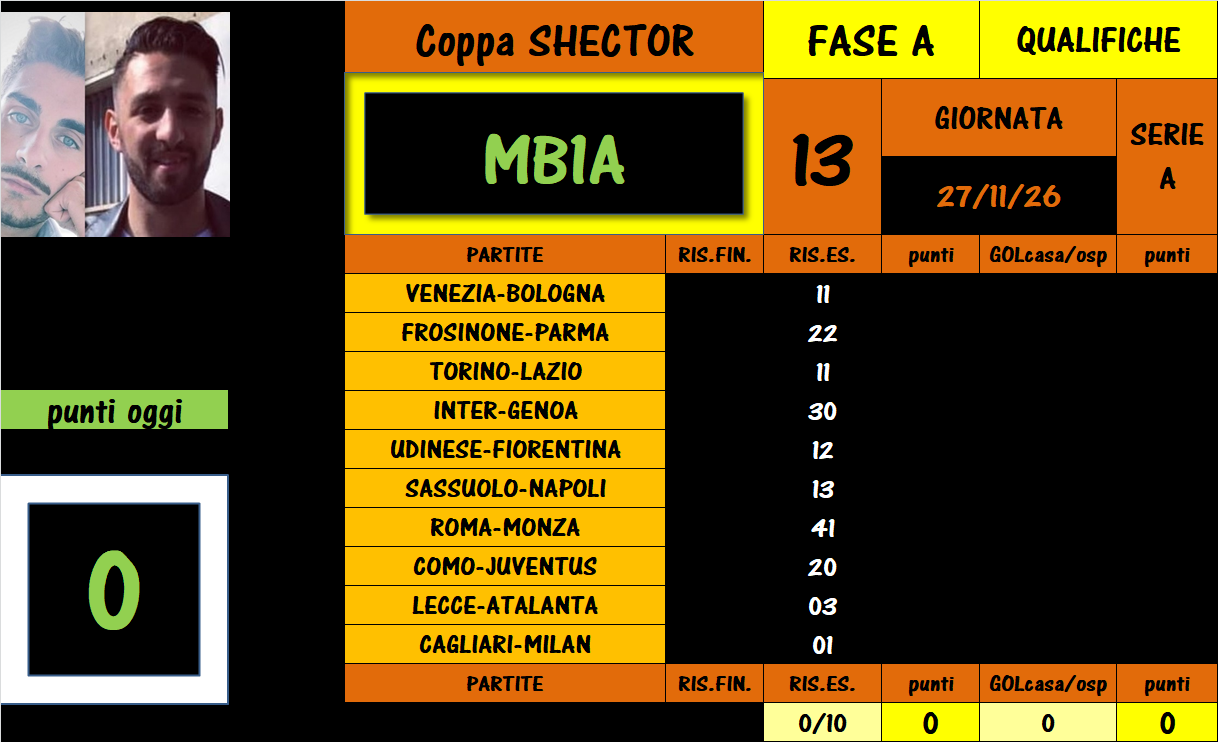 Coppa SHECTOR FASE A QUALIFICHE
MB1A 13 GIORNATA SERIE A
27/11/26
PARTITE RIS.FIN. RIS.ES. punti GOLcasa/osp punti
VENEZIA-BOLOGNA 11
FROSINONE-PARMA 22
TORINO-LAZIO 11
INTER-GENOA 30
punti oggi
UDINESE-FIORENTINA 12
SASSUOLO-NAPOLI 13
ROMA-MONZA 41
COMO-JUVENTUS 20
0
LECCE-ATALANTA 03
CAGLIARI-MILAN 01
PARTITE RIS.FIN. RIS.ES. punti GOLcasa/osp punti
0/10 0 0 0